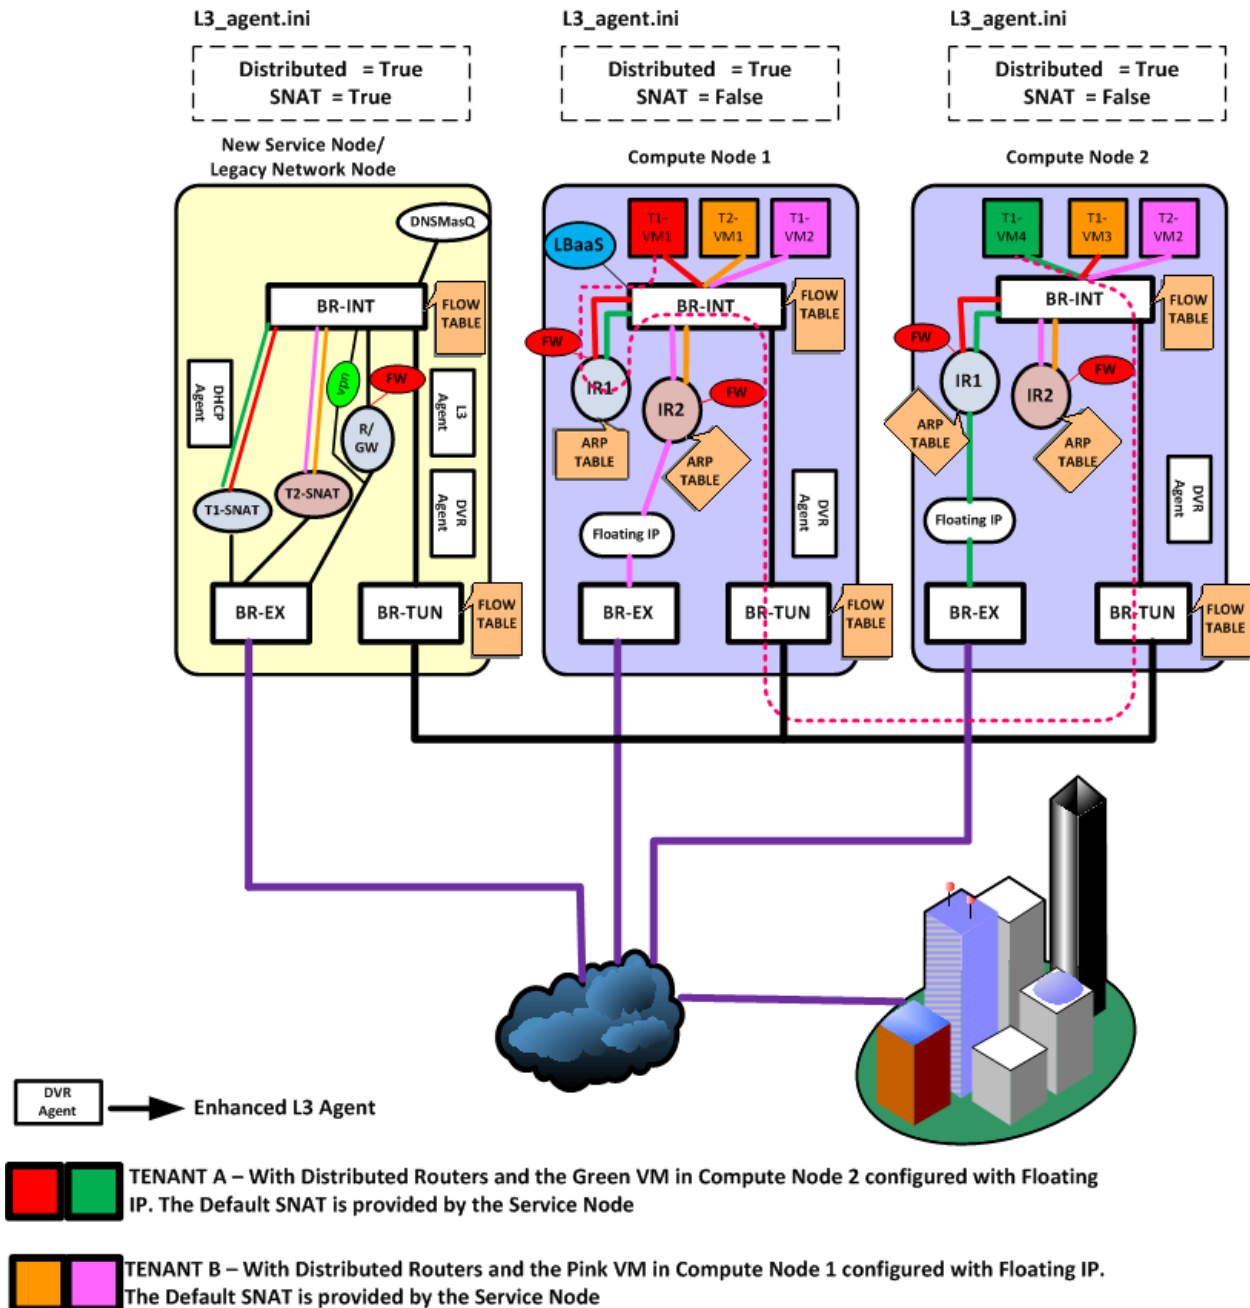 L3_agent.ini
Distributed = True
SNAT = True
New Service Node/
Legacy Network Node
DNSMasQ
BR-INT
FLOW
TABLE
vpn
FW
DHCP
Agent
L3
Agent
R/
GW
T1-SNAT
T2-SNAT
DVR
Agent
BR-EX
BR-TUN
FLOW
TABLE
L3_agent.ini
Distributed = True
SNAT = False
Compute Node 1
LBaaS
T1-
VM1
T2-
VM1
T1-
VM2
BR-INT
FLOW
TABLE
FW
IR1
IR2
FW
ARP
TABLE
ARP
TABLE
Floating IP
DVR
Agent
BR-EX
BR-TUN
FLOW
TABLE
L3_agent.ini
Distributed = True
SNAT = False
Compute Node 2
T1-
VM4
T1-
VM3
T2-
VM2
BR-INT
FLOW
TABLE
FW
IR1
IR2
FW
ARP
TABLE
ARP
TABLE
Floating IP
DVR
Agent
BR-EX
BR-TUN
FLOW
TABLE
DVR
Agent
Enhanced L3 Agent
TENANT A – With Distributed Routers and the Green VM in Compute Node 2 configured with Floating
IP. The Default SNAT is provided by the Service Node
TENANT B – With Distributed Routers and the Pink VM in Compute Node 1 configured with Floating IP.
The Default SNAT is provided by the Service Node